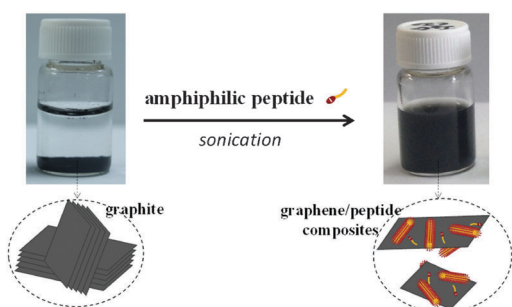 amphiphilic peptide
sonication
graphite
graphene/peptide
composites